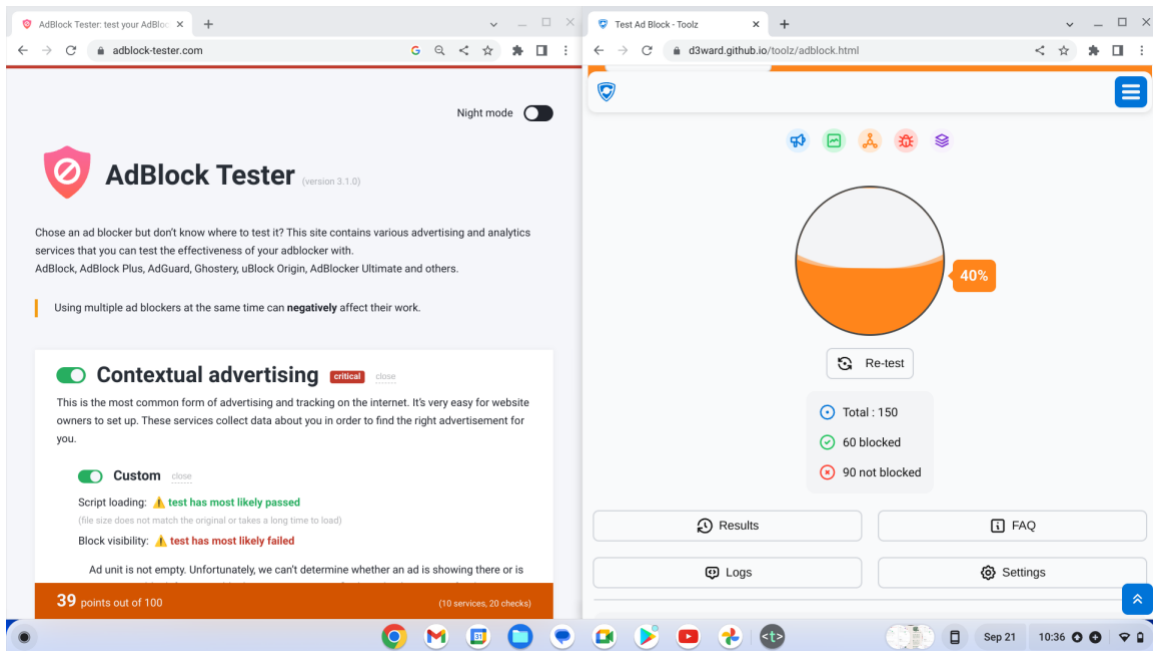 AdBlock Tester: test your AdBloc
adblock-tester.com
Night mode
AdBlock Tester (version 3.1.0)
Chose an ad blocker but don't know where to test it? This site contains various advertising and analytics
services that you can test the effectiveness of your adblocker with.
AdBlock, AdBlock Plus, AdGuard, Ghostery, uBlock Origin, AdBlocker Ultimate and others.
Using multiple ad blockers at the same time can negatively affect their work.
Contextual advertising critical close
This is the most common form of advertising and tracking on the internet. It's very easy for website
owners to set up. These services collect data about you in order to find the right advertisement for
you.
Custom close
Script loading: test has most likely passed
(file size does not match the original or takes a long time to load)
Block visibility: test has most likely failed
Ad unit is not empty. Unfortunately, we can't determine whether an ad is showing there or is
39 points out of 100 (10 services, 20 checks)
Test Ad Block - Toolz
d3ward.github.io/toolz/adblock.html
40%
Re-test
Total : 150
60 blocked
90 not blocked
Results
FAQ
Logs
Settings
31
<t>
Sep 21 10:36